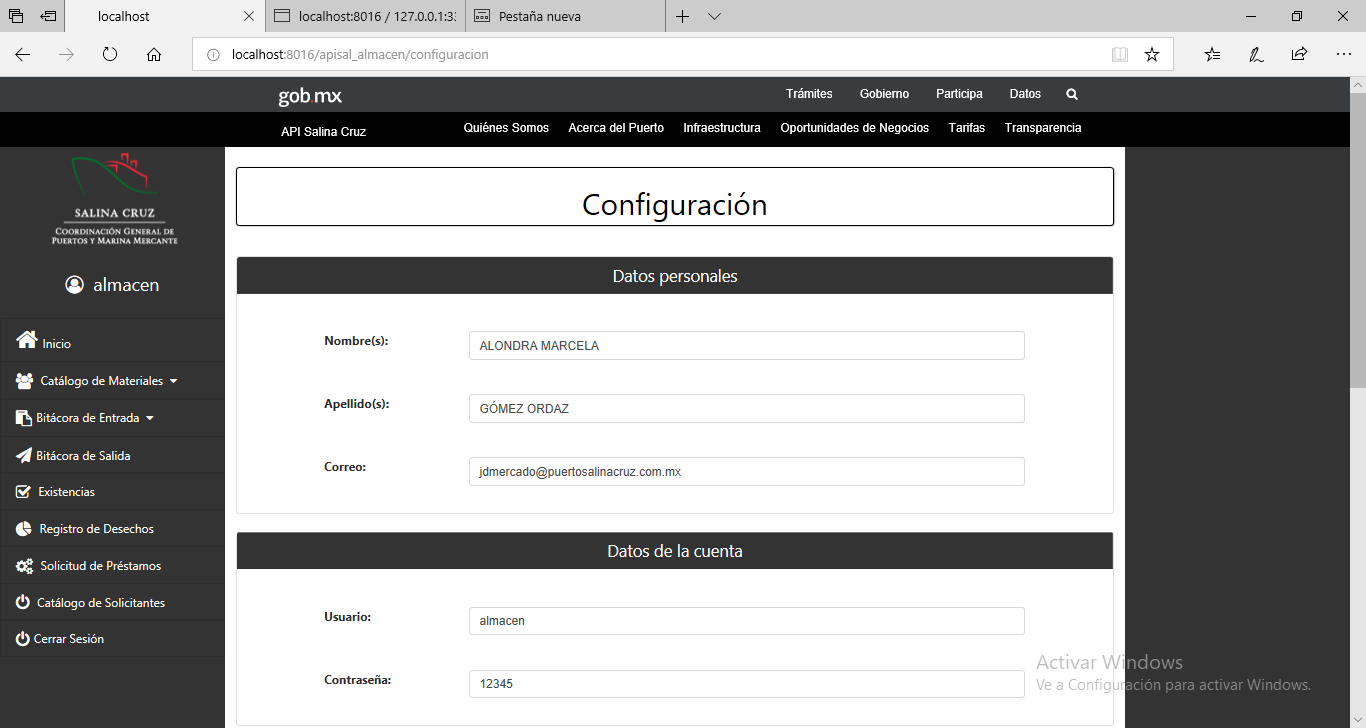 localhost
localhost:8016 / 127.0.0.1:33
Pestaña nueva
localhost:8016/apisal_almacen/configuracion
gob.mx
Trámites Gobierno Participa Datos
API Salina Cruz
Quiénes Somos Acerca del Puerto Infraestructura Oportunidades de Negocios Tarifas Transparencia
SALINA CRUZ
COORDINACIÓN GENERAL DE
PUERTOS Y MARINA MERCANTE
almacen
Inicio
Catálogo de Materiales
Bitácora de Entrada
Bitácora de Salida
Existencias
Registro de Desechos
Solicitud de Préstamos
Catálogo de Solicitantes
Cerrar Sesión
Configuración
Datos personales
Nombre(s): ALONDRA MARCELA
Apellido(s): GÓMEZ ORDAZ
Correo: jdmercado@puertosalinacruz.com.mx
Datos de la cuenta
Usuario: almacen
Contraseña: 12345
Activar Windows
Ve a Configuración para activar Windows.